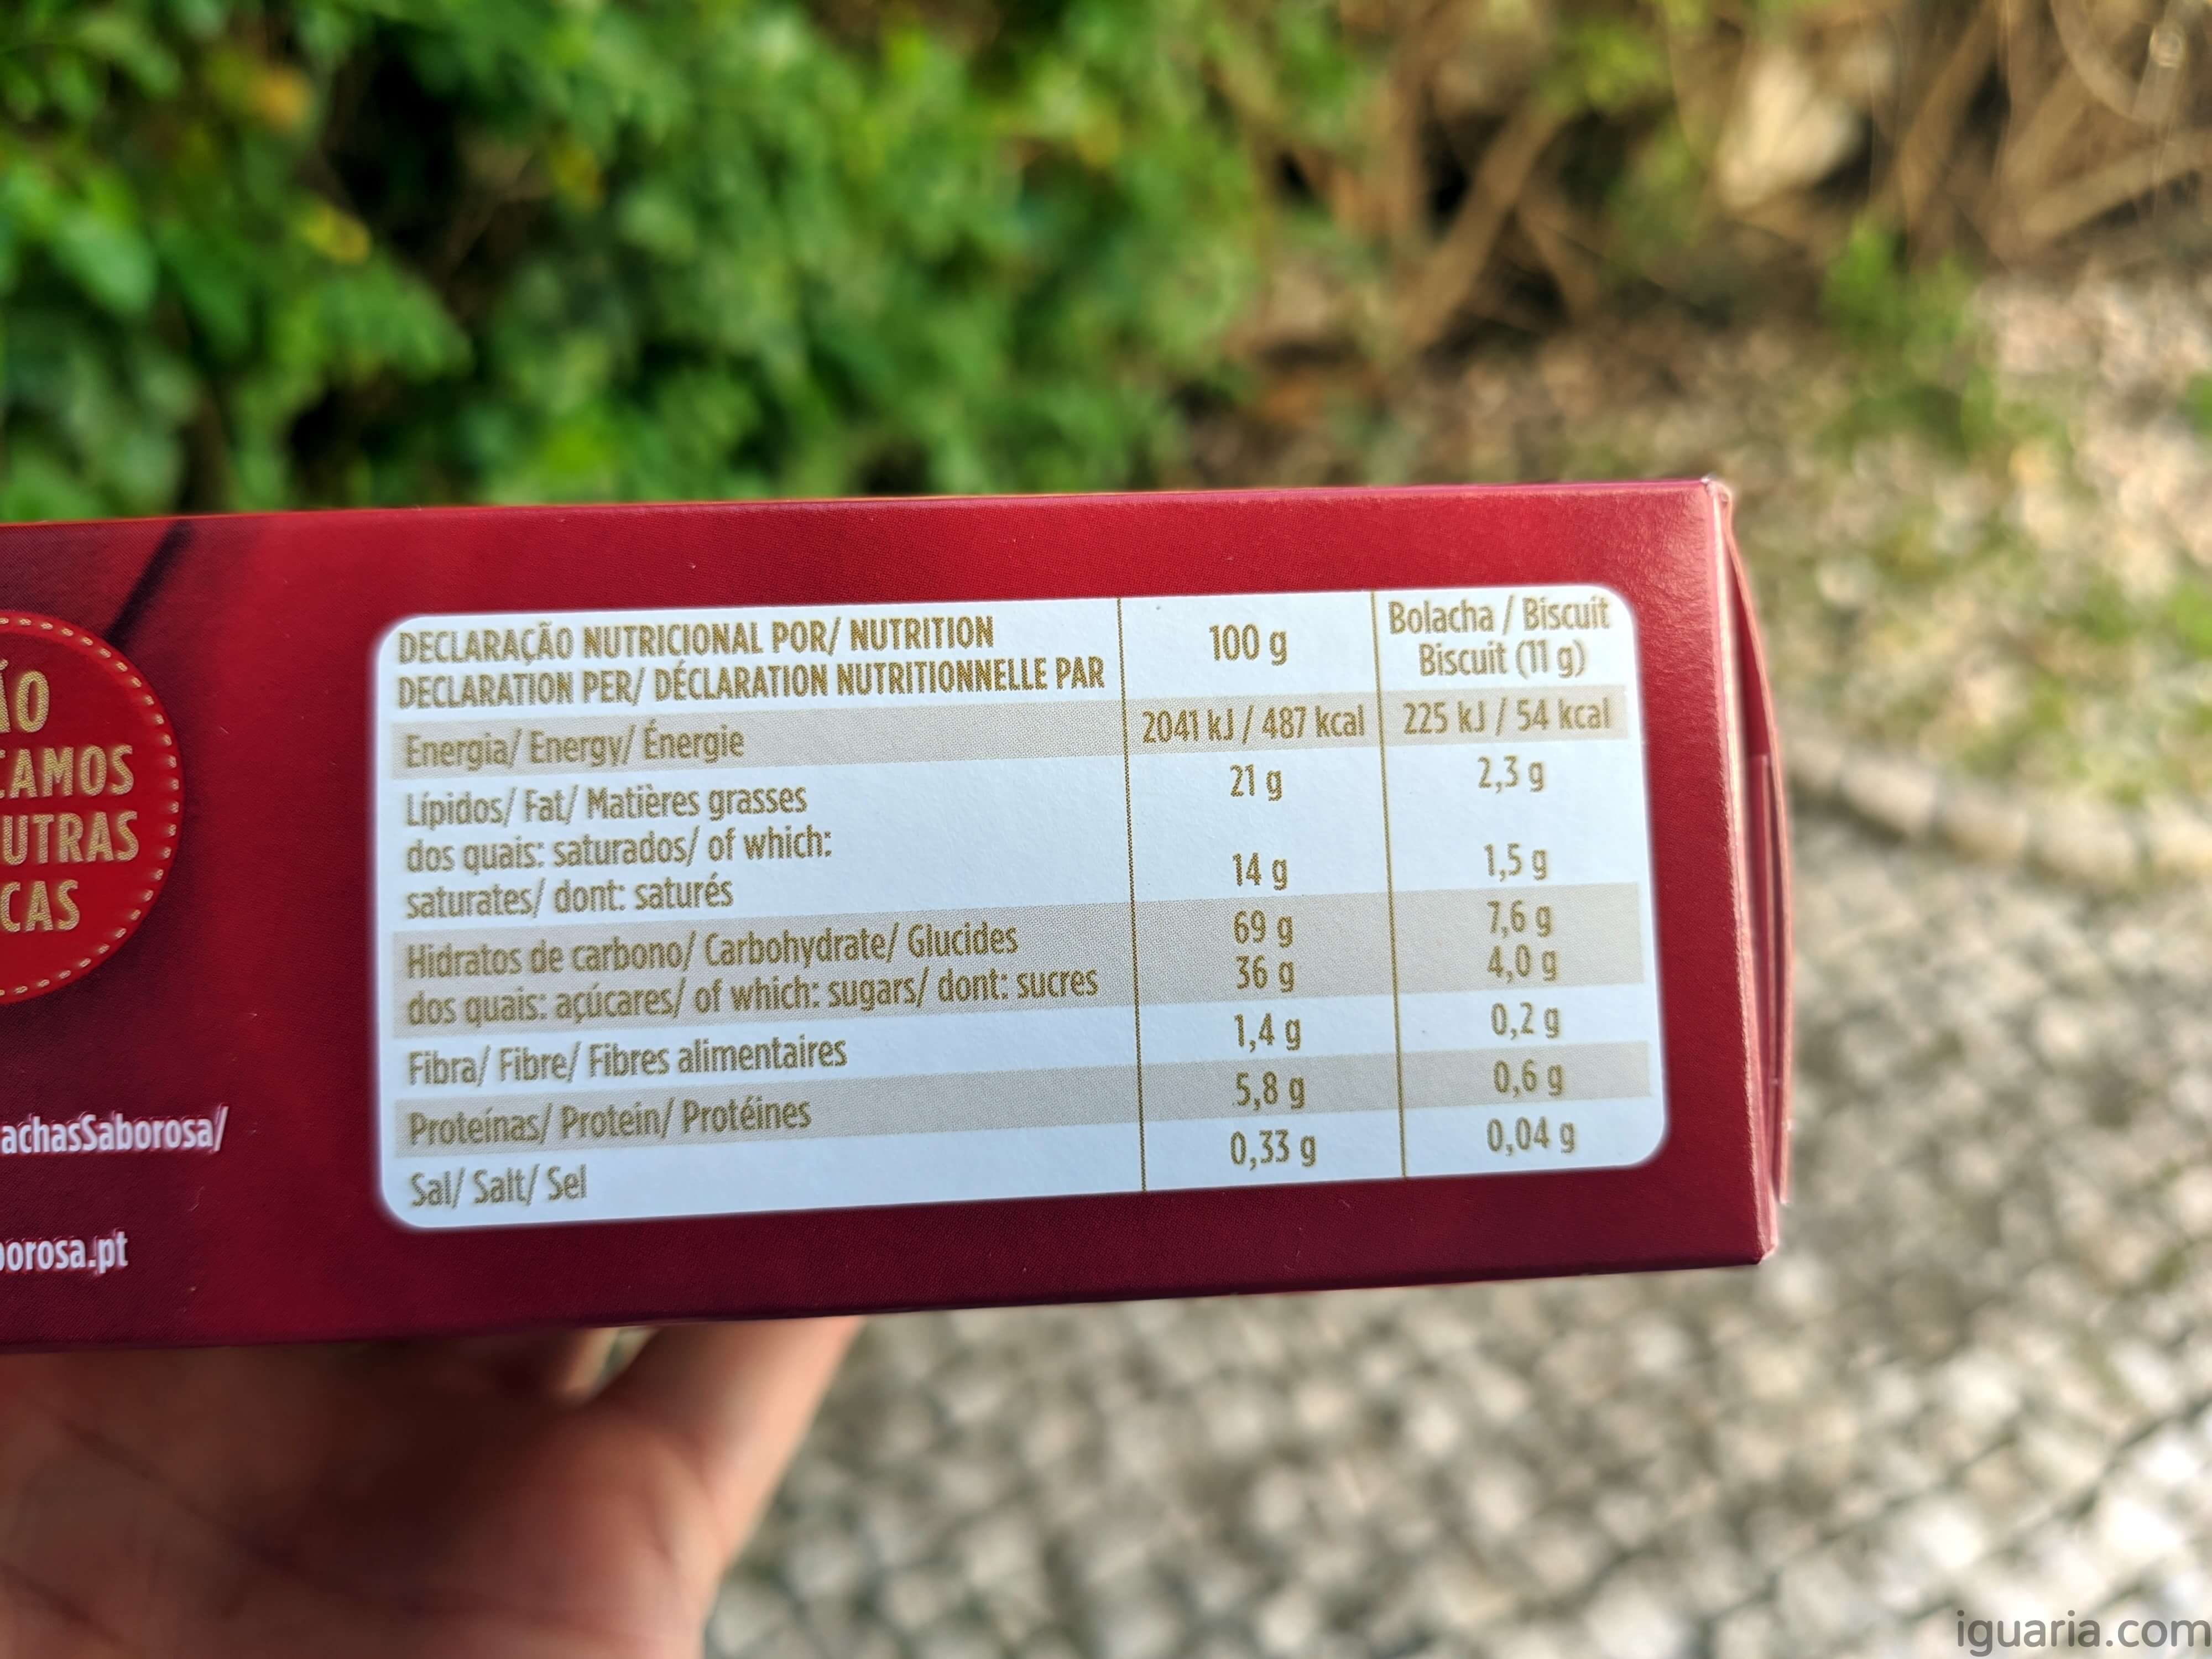 ÃO
CAMOS
UTRAS
CAS
achasSaborosa/
borosa.pt
DECLARAÇÃO NUTRICIONAL POR/ NUTRITION
DECLARATION PER/ DÉCLARATION NUTRITIONNELLE PAR
100 g
Bolacha / Biscuit
Biscuit (11 g)
Energia/ Energy/ Énergie 2041 kJ / 487 kcal 225 kJ / 54 kcal
Lípidos/ Fat/ Matières grasses 21 g 2,3 g
dos quais: saturados/ of which:
saturates/ dont: saturés 14 g 1,5 g
Hidratos de carbono/ Carbohydrate/ Glucides 69 g 7,6 g
dos quais: açúcares/ of which: sugars/ dont: sucres 36 g 4,0 g
Fibra/ Fibre/ Fibres alimentaires 1,4 g 0,2 g
Proteínas/ Protein/ Protéines 5,8 g 0,6 g
Sal/ Salt/ Sel 0,33 g 0,04 g
iguaria.com